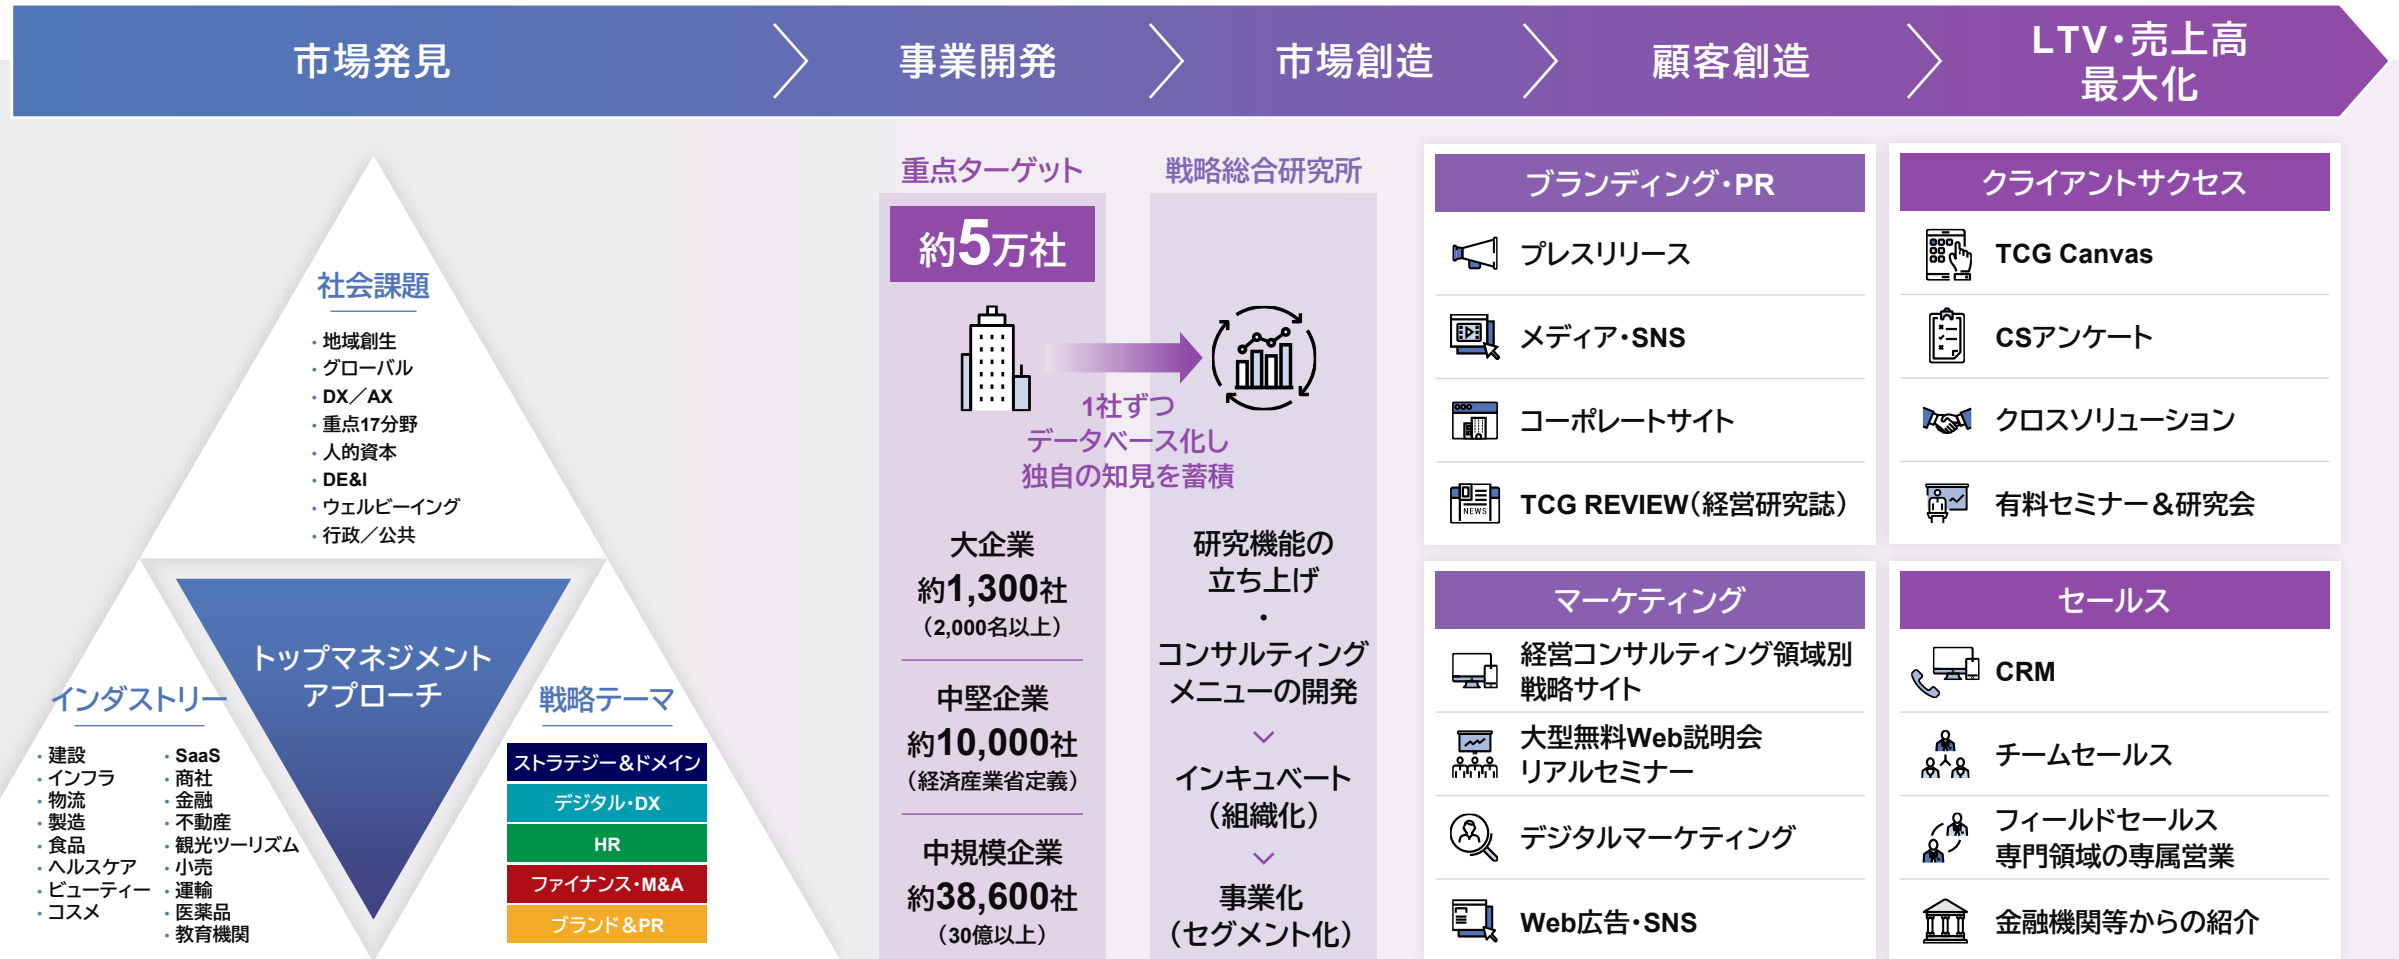 市場発見
事業開発
市場創造
顧客創造
LTV・売上高
最大化
社会課題
・地域創生
・グローバル
・DX／AX
・重点17分野
・人的資本
・DE&I
・ウェルビーイング
・行政／公共
トップマネジメント
アプローチ
インダストリー
・建設
・インフラ
・物流
・製造
・食品
・ヘルスケア
・ビューティー
・コスメ
・SaaS
・商社
・金融
・不動産
・観光ツーリズム
・小売
・運輸
・医薬品
・教育機関
戦略テーマ
ストラテジー&ドメイン
デジタル・DX
HR
ファイナンス・M&A
ブランド&PR
重点ターゲット
約5万社
戦略総合研究所
1社ずつ
データベース化し
独自の知見を蓄積
大企業
約1,300社
（2,000名以上）
中堅企業
約10,000社
（経済産業省定義）
中規模企業
約38,600社
（30億以上）
研究機能の
立ち上げ
・
コンサルティング
メニューの開発
インキュベート
（組織化）
事業化
（セグメント化）
ブランディング・PR
プレスリリース
メディア・SNS
コーポレートサイト
NEWS
TCG REVIEW（経営研究誌）
クライアントサクセス
TCG Canvas
CSアンケート
クロスソリューション
有料セミナー&研究会
マーケティング
経営コンサルティング領域別
戦略サイト
大型無料Web説明会
リアルセミナー
デジタルマーケティング
Web広告・SNS
セールス
CRM
チームセールス
フィールドセールス
専門領域の専属営業
金融機関等からの紹介